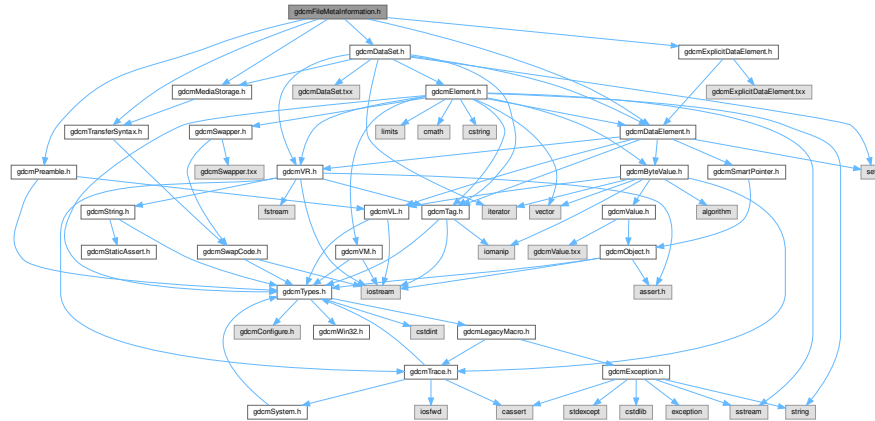 gdcmFileMetaInformation.h
gdcmDataSet.h
gdcmExplicitDataElement.h
gdcmMediaStorage.h
gdcmDataSet.txx
gdcmElement.h
gdcmExplicitDataElement.txx
gdcmTransferSyntax.h
gdcmSwapper.h
limits
cmath
cstring
gdcmDataElement.h
gdcmPreamble.h
gdcmSwapper.txx
gdcmVR.h
gdcmByteValue.h
gdcmSmartPointer.h
set
gdcmString.h
fstream
gdcmVL.h
gdcmTag.h
iterator
vector
gdcmValue.h
algorithm
gdcmStaticAssert.h
gdcmSwapCode.h
gdcmVM.h
iomanip
gdcmValue.txx
gdcmObject.h
gdcmTypes.h
iostream
assert.h
gdcmConfigure.h
gdcmWin32.h
cstdint
gdcmLegacyMacro.h
gdcmTrace.h
gdcmException.h
gdcmSystem.h
iosfwd
cassert
stdexcept
cstdlib
exception
sstream
string